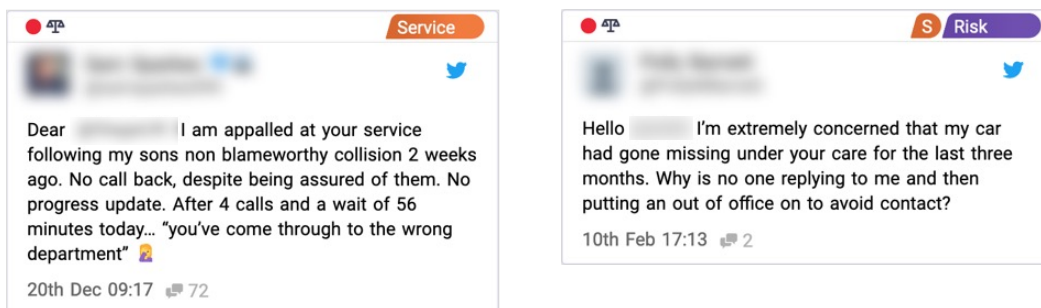 Service
Dear I am appalled at your service
following my sons non blameworthy collision 2 weeks
ago. No call back, despite being assured of them. No
progress update. After 4 calls and a wait of 56
minutes today… “you’ve come through to the wrong
department” 🤦‍♀️
20th Dec 09:17 72
S Risk
Hello I’m extremely concerned that my car
had gone missing under your care for the last three
months. Why is no one replying to me and then
putting an out of office on to avoid contact?
10th Feb 17:13 2